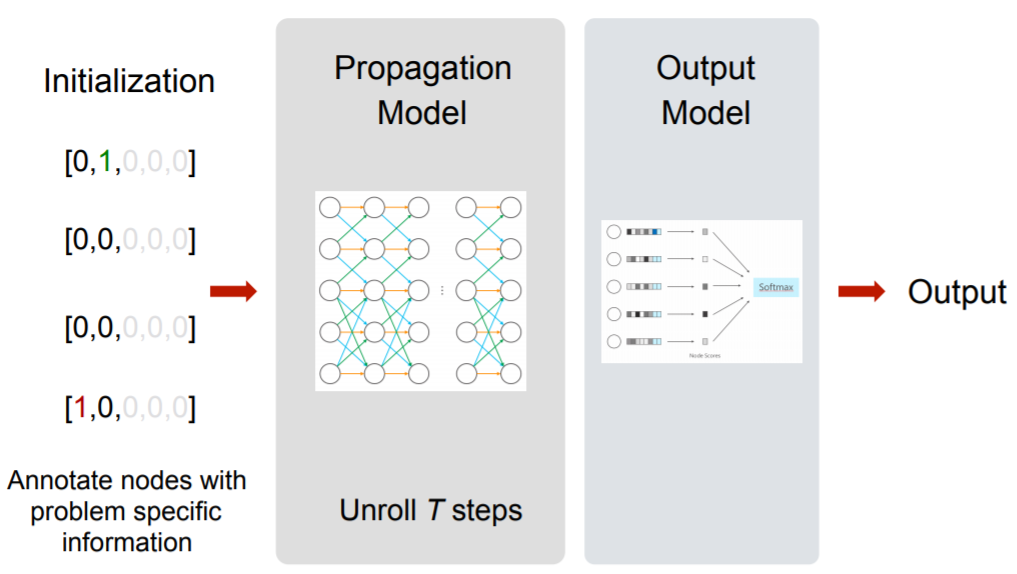 Initialization
[0,1,0,0,0]
[0,0,0,0,0]
[0,0,0,0,0]
[1,0,0,0,0]
Annotate nodes with
problem specific
information
Propagation
Model
...
Unroll T steps
Output
Model
Softmax
Node Scores
Output